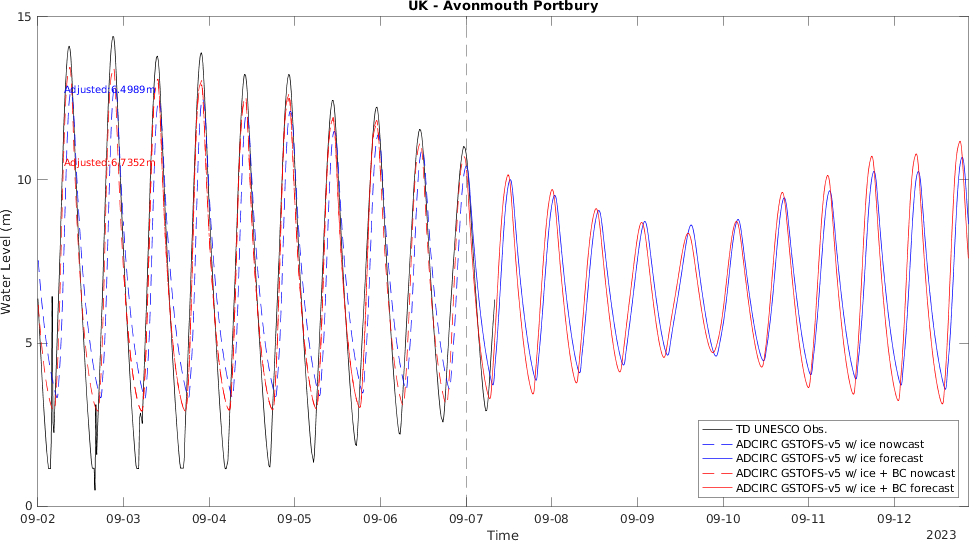 UK - Avonmouth Portbury
15
10
5
0
Water Level (m)
Adjusted:6.4989m
Adjusted:6.7352m
TD UNESCO Obs.
ADCIRC GSTOFS-v5 w/ ice nowcast
ADCIRC GSTOFS-v5 w/ ice forecast
ADCIRC GSTOFS-v5 w/ ice + BC nowcast
ADCIRC GSTOFS-v5 w/ ice + BC forecast
09-02 09-03 09-04 09-05 09-06 09-07 09-08 09-09 09-10 09-11 09-12
Time
2023